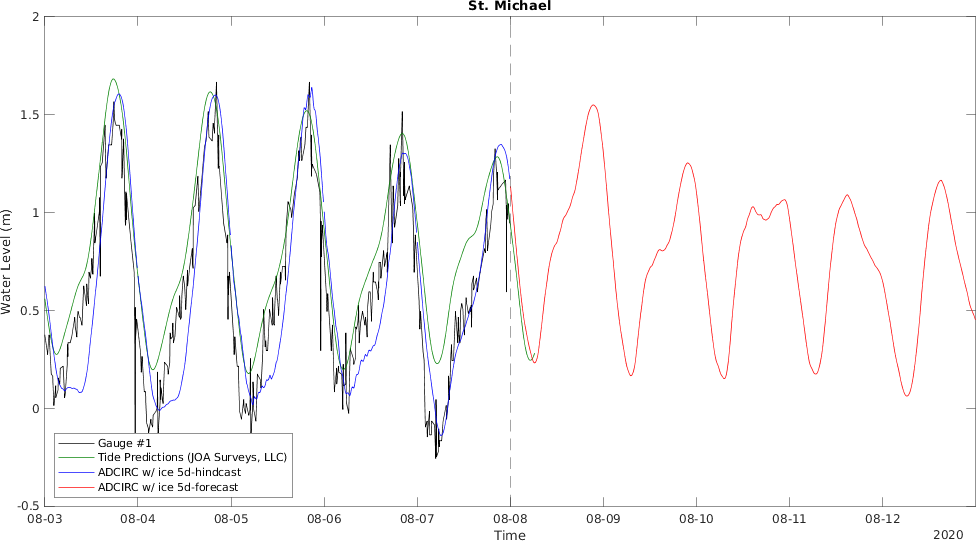 St. Michael
2
1.5
1
0.5
0
-0.5
Water Level (m)
Gauge #1
Tide Predictions (JOA Surveys, LLC)
ADCIRC w/ ice 5d-hindcast
ADCIRC w/ ice 5d-forecast
08-03 08-04 08-05 08-06 08-07 08-08 08-09 08-10 08-11 08-12
Time
2020